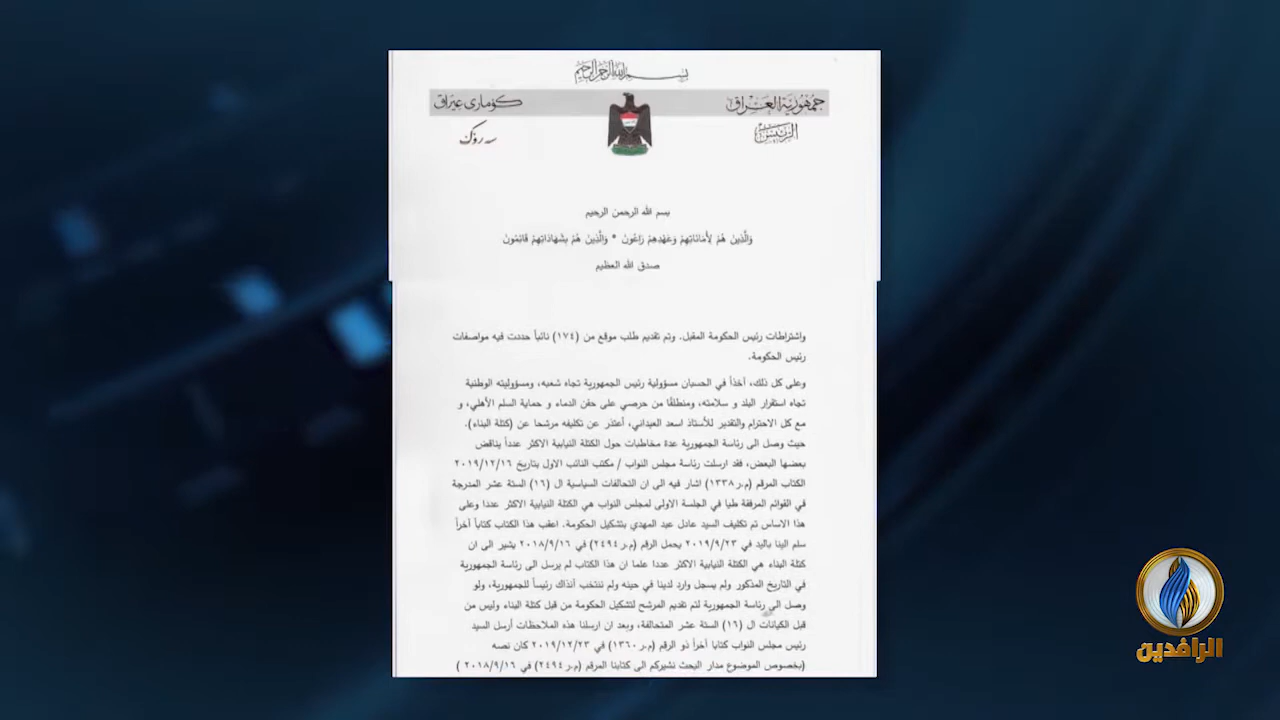 بسم الله الرحمن الرحيم
جمهورية العراق
كۆماری عێراق
الرئيس
سەرۆک
بسم الله الرحمن الرحيم
وَالَّذِينَ هُمْ لِأَمَانَاتِهِمْ وَعَهْدِهِمْ رَاعُونَ * وَالَّذِينَ هُمْ بِشَهَادَاتِهِمْ قَائِمُونَ
صدق الله العظيم
واشتراطات رئيس الحكومة المقبل. وتم تقديم طلب موقع من (١٧٤) نائباً حددت فيه مواصفات
رئيس الحكومة.
وعلى كل ذلك، أخذاً في الحسبان مسؤولية رئيس الجمهورية تجاه شعبه، ومسؤوليته الوطنية
تجاه استقرار البلد و سلامته، ومنطلقًا من حرصي على حقن الدماء و حماية السلم الأهلي، و
مع كل الاحترام والتقدير للأستاذ اسعد العيداني، أعتذر عن تكليفه مرشحا عن (كتلة البناء).
حيث وصل الى رئاسة الجمهورية عدة مخاطبات حول الكتلة النيابية الاكثر عدداً يناقض
بعضها البعض، فقد ارسلت رئاسة مجلس النواب / مكتب النائب الاول بتاريخ ٢٠١٩/١٢/١٦
الكتاب المرقم (م.ر ١٣٣٨) اشار فيه الى ان التحالفات السياسية ال (١٦) الستة عشر المدرجة
في القوائم المرفقة طيا في الجلسة الاولى لمجلس النواب هي الكتلة النيابية الاكثر عددا وعلى
هذا الاساس تم تكليف السيد عادل عبد المهدي بتشكيل الحكومة. اعقب هذا الكتاب كتاباً آخراً
سلم الينا باليد في ٢٠١٩/٩/٢٣ يحمل الرقم (م.ر ٢٤٩٤) في ٢٠١٨/٩/١٦ يشير الى ان
كتلة البناء هي الكتلة النيابية الاكثر عددا علما ان هذا الكتاب لم يرسل الى رئاسة الجمهورية
في التاريخ المذكور ولم يسجل وارد لدينا في حينه ولم ننتخب أنذاك رئيساً للجمهورية، ولو
وصل الى رئاسة الجمهورية لتم تقديم المرشح لتشكيل الحكومة من قبل كتلة البناء وليس من
قبل الكيانات ال (١٦) الستة عشر المتحالفة، وبعد ان ارسلنا هذه الملاحظات أرسل السيد
رئيس مجلس النواب كتابا آخراً ذو الرقم (م.ر ١٣٦٠) في ٢٠١٩/١٢/٢٣ كان نصه
(بخصوص الموضوع مدار البحث نشيركم الى كتابنا المرقم (م.ر ٢٤٩٤) في ٢٠١٨/٩/١٦ )
الرافدين